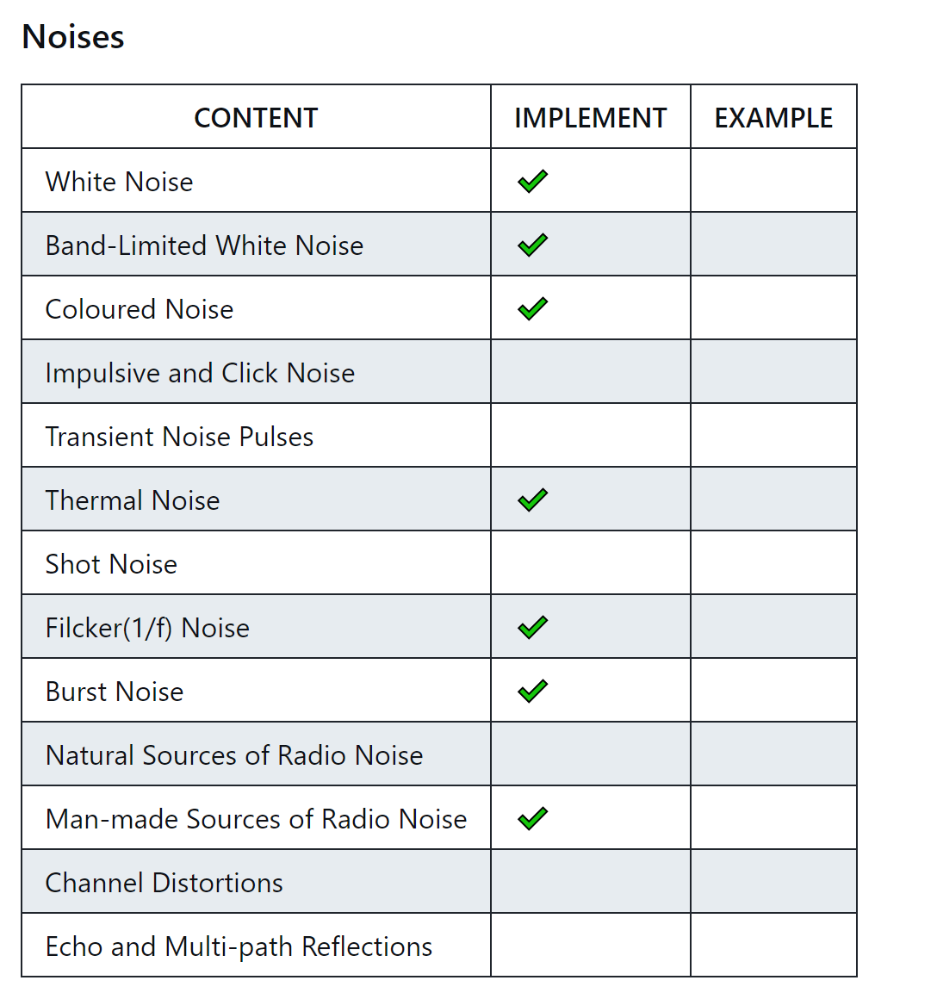 Noises
CONTENT IMPLEMENT EXAMPLE
White Noise ✔
Band-Limited White Noise ✔
Coloured Noise ✔
Impulsive and Click Noise
Transient Noise Pulses
Thermal Noise ✔
Shot Noise
Filcker(1/f) Noise ✔
Burst Noise ✔
Natural Sources of Radio Noise
Man-made Sources of Radio Noise ✔
Channel Distortions
Echo and Multi-path Reflections